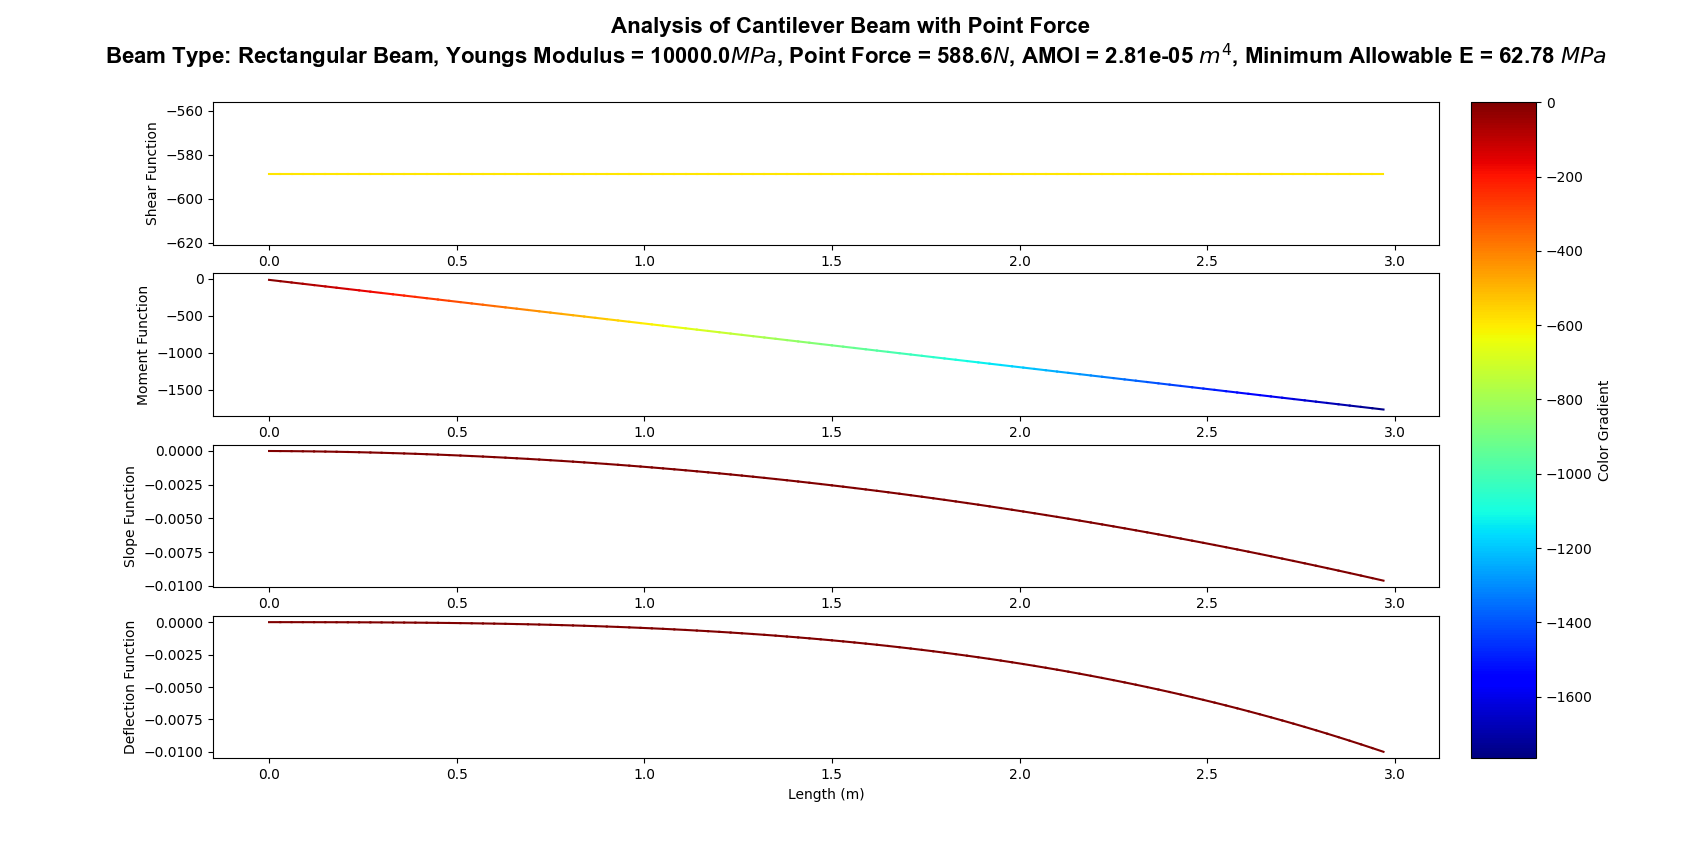 Analysis of Cantilever Beam with Point Force
Beam Type: Rectangular Beam, Youngs Modulus = 10000.0MPa, Point Force = 588.6N, AMOI = 2.81e-05 m⁴, Minimum Allowable E = 62.78 MPa
Shear Function
−560
−580
−600
−620
0.0 0.5 1.0 1.5 2.0 2.5 3.0
Moment Function
0
−500
−1000
−1500
0.0 0.5 1.0 1.5 2.0 2.5 3.0
Slope Function
0.0000
−0.0025
−0.0050
−0.0075
−0.0100
0.0 0.5 1.0 1.5 2.0 2.5 3.0
Deflection Function
0.0000
−0.0025
−0.0050
−0.0075
−0.0100
0.0 0.5 1.0 1.5 2.0 2.5 3.0
Length (m)
0
−200
−400
−600
−800
−1000
−1200
−1400
−1600
Color Gradient